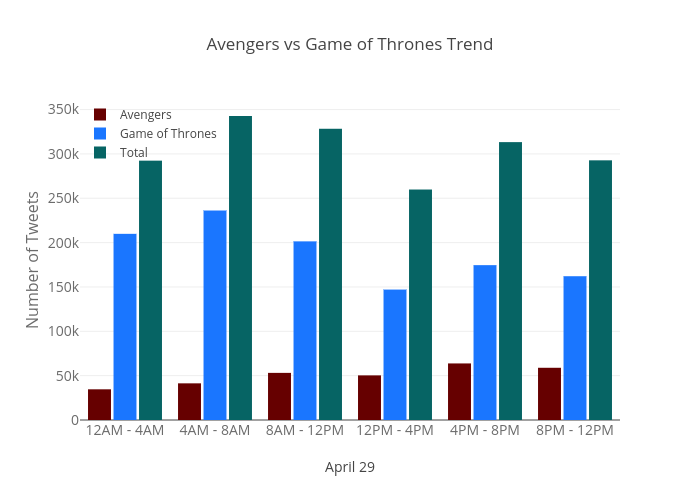 Avengers vs Game of Thrones Trend
Number of Tweets
350k
300k
250k
200k
150k
100k
50k
0
Avengers
Game of Thrones
Total
12AM - 4AM
4AM - 8AM
8AM - 12PM
12PM - 4PM
4PM - 8PM
8PM - 12PM
April 29